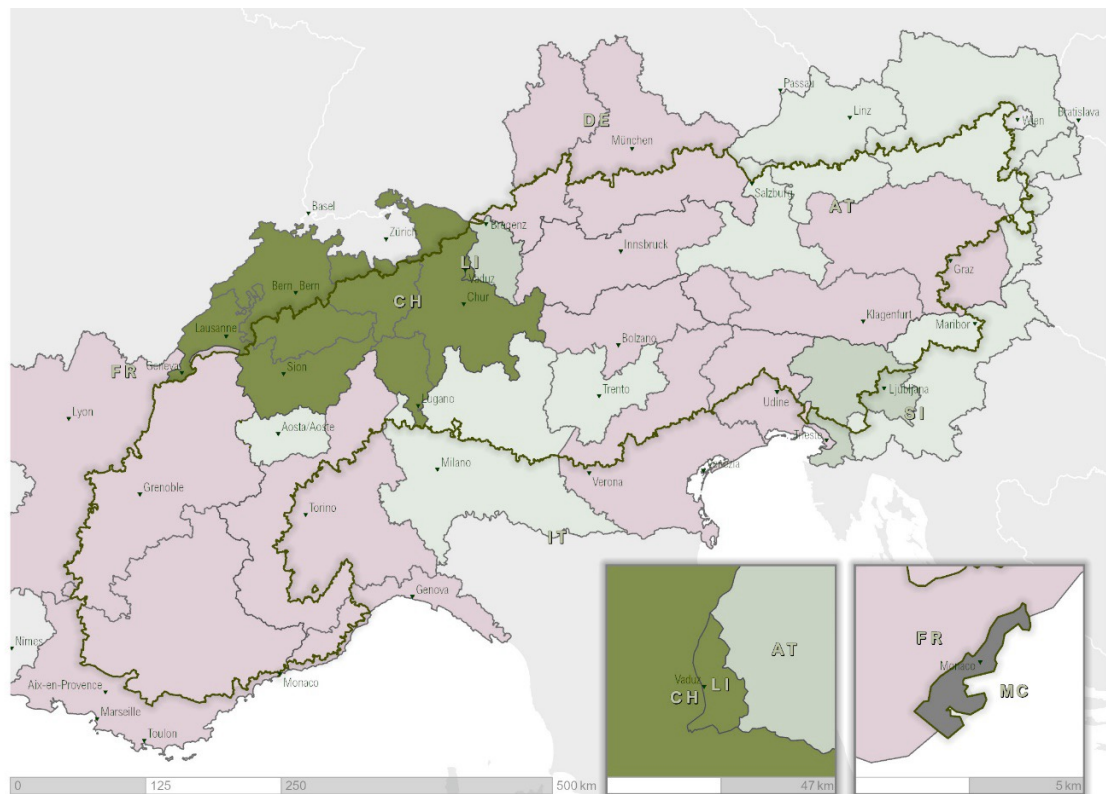 Passau
Linz
DE
Wien
Bratislava
München
Salzburg
AT
Basel
Bregenz
Zürich
Innsbruck
LI
Vaduz
Graz
Bern
Bern
CH
Chur
Klagenfurt
Maribor
Lausanne
Bolzano
Geneva
FR
Sion
Trento
Ljubljana
Udine
Lugano
SI
Lyon
Aosta/Aoste
Trieste
Milano
Venezia
Verona
Grenoble
Torino
IT
Genova
Nimes
Monaco
Aix-en-Provence
Marseille
Toulon
AT
Vaduz
LI
CH
FR
Monaco
MC
0
125
250
500 km
47 km
5 km